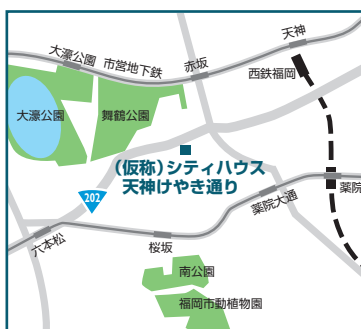 天神
大濠公園
市営地下鉄
赤坂
西鉄福岡
大濠公園
舞鶴公園
(仮称)シティハウス
天神けやき通り
202
薬院大通
薬院
六本松
桜坂
南公園
福岡市動植物園